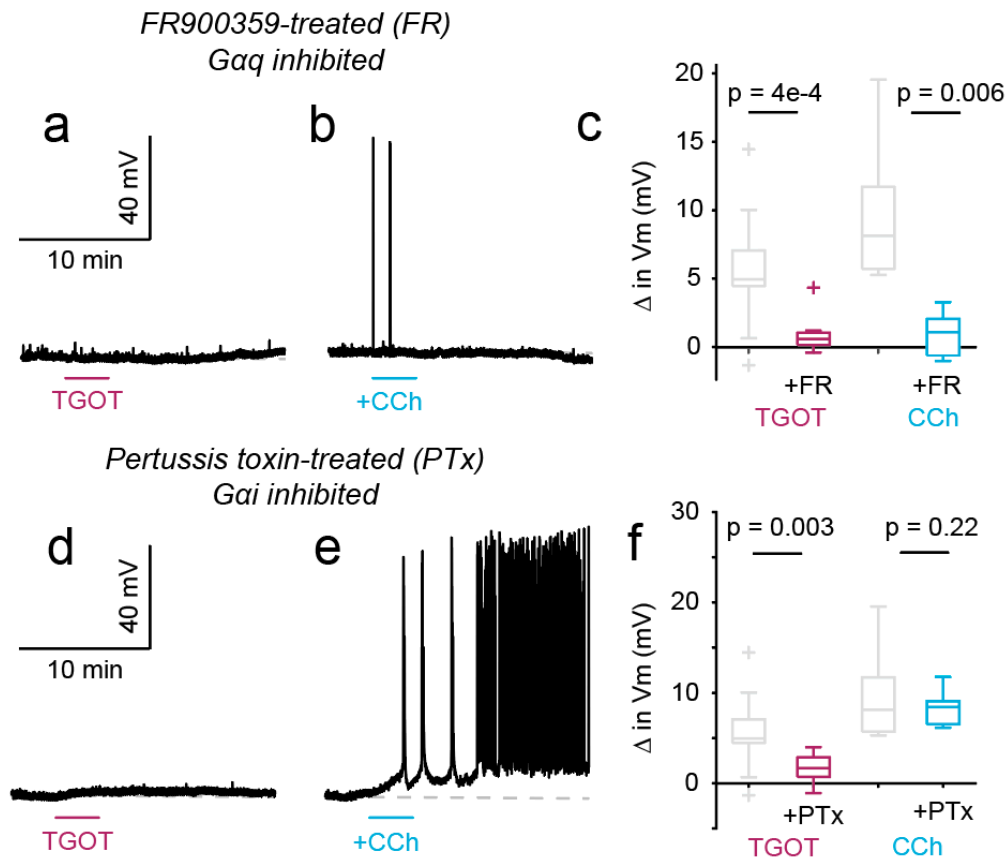 FR900359-treated (FR)
Gαq inhibited
a
40 mV
10 min
TGOT
b
+CCh
c
Δ in Vm (mV)
20
15
10
5
0
p = 4e-4
p = 0.006
+FR
+FR
TGOT
CCh
Pertussis toxin-treated (PTx)
Gαi inhibited
d
40 mV
10 min
TGOT
e
+CCh
f
Δ in Vm (mV)
30
20
10
0
p = 0.003
p = 0.22
+PTx
+PTx
TGOT
CCh